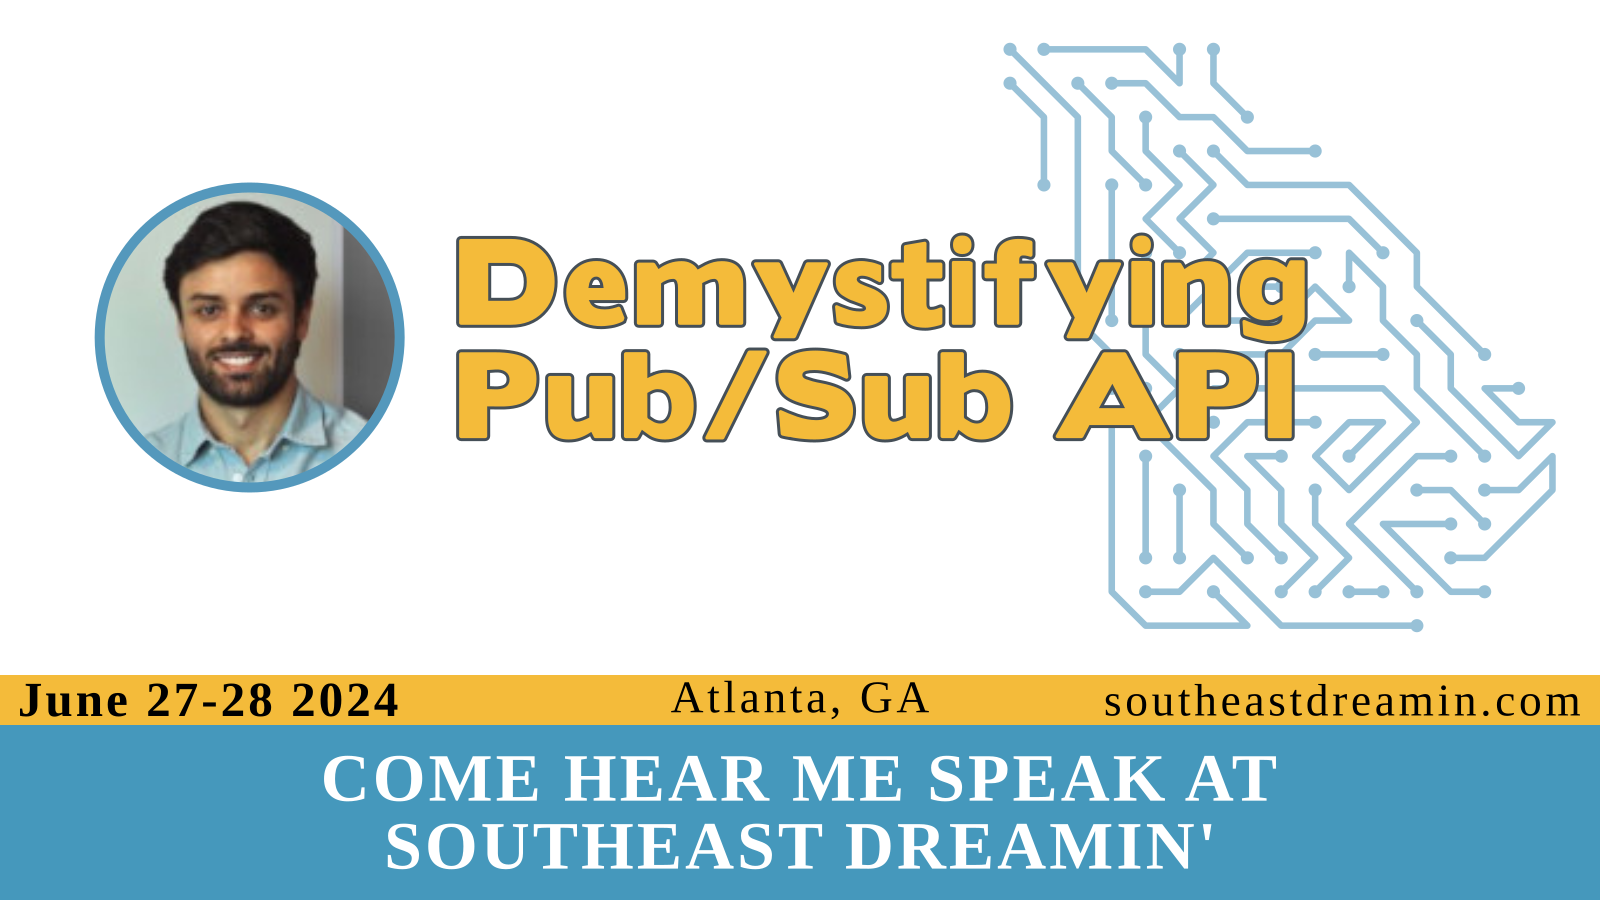 Demystifying
Pub/Sub API
June 27-28 2024
Atlanta, GA
southeastdreamin.com
COME HEAR ME SPEAK AT
SOUTHEAST DREAMIN'